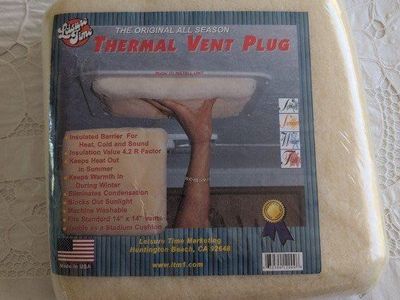 Leisure
Time
THE ORIGINAL ALL SEASON
THERMAL VENT PLUG
Insulated Barrier For
Heat, Cold and Sound
Insulation Value 4.2 R Factor
Keeps Heat Out
in Summer
Keeps Warmth in
During Winter
Eliminates Condensation
Blocks Out Sunlight
Machine Washable
Fits Standard 14" x 14" vents
Usable as a Stadium Cushion
Made in USA
Leisure Time Marketing
Huntington Beach, CA 92648
www.ltm1.com